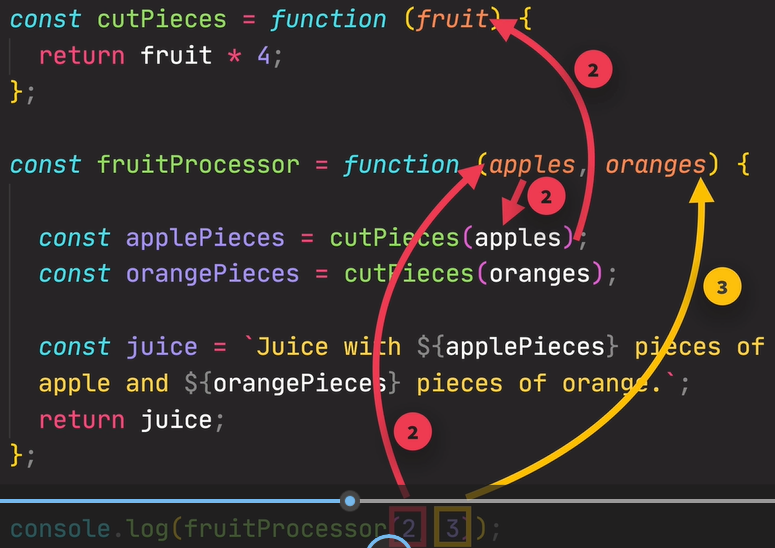 const cutPieces = function (fruit) {
return fruit * 4;
};
const fruitProcessor = function (apples, oranges) {
const applePieces = cutPieces(apples);
const orangePieces = cutPieces(oranges);
const juice = `Juice with ${applePieces} pieces of
apple and ${orangePieces} pieces of orange.`;
return juice;
};
console.log(fruitProcessor(2 3));
2
2
3
2